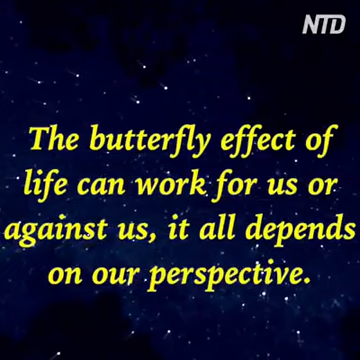 NTD
The butterfly effect of
life can work for us or
against us, it all depends
on our perspective.